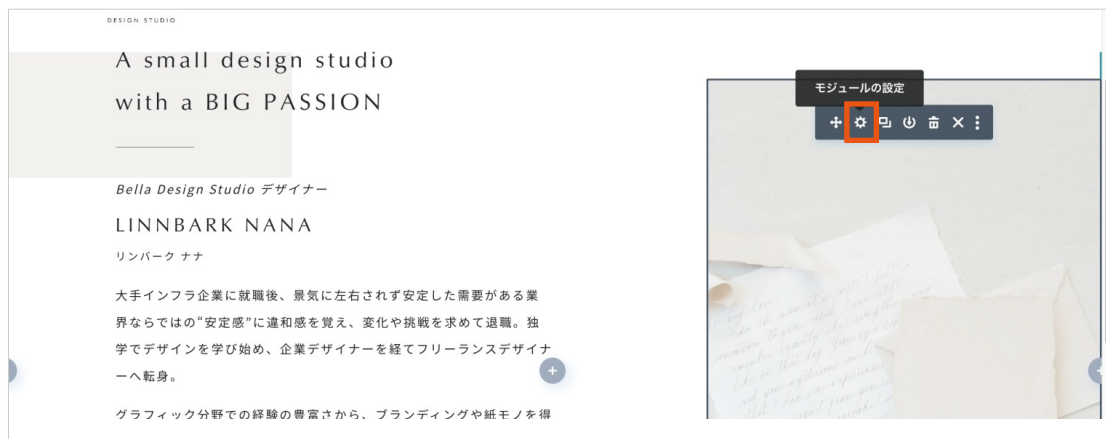 DESIGN STUDIO
A small design studio
with a BIG PASSION
モジュールの設定
Bella Design Studio デザイナー
LINNBARK NANA
リンバーク ナナ
大手インフラ企業に就職後、景気に左右されず安定した需要がある業
界ならではの“安定感”に違和感を覚え、変化や挑戦を求めて退職。独
学でデザインを学び始め、企業デザイナーを経てフリーランスデザイナ
ーへ転身。
グラフィック分野での経験の豊富さから、ブランディングや紙モノを得